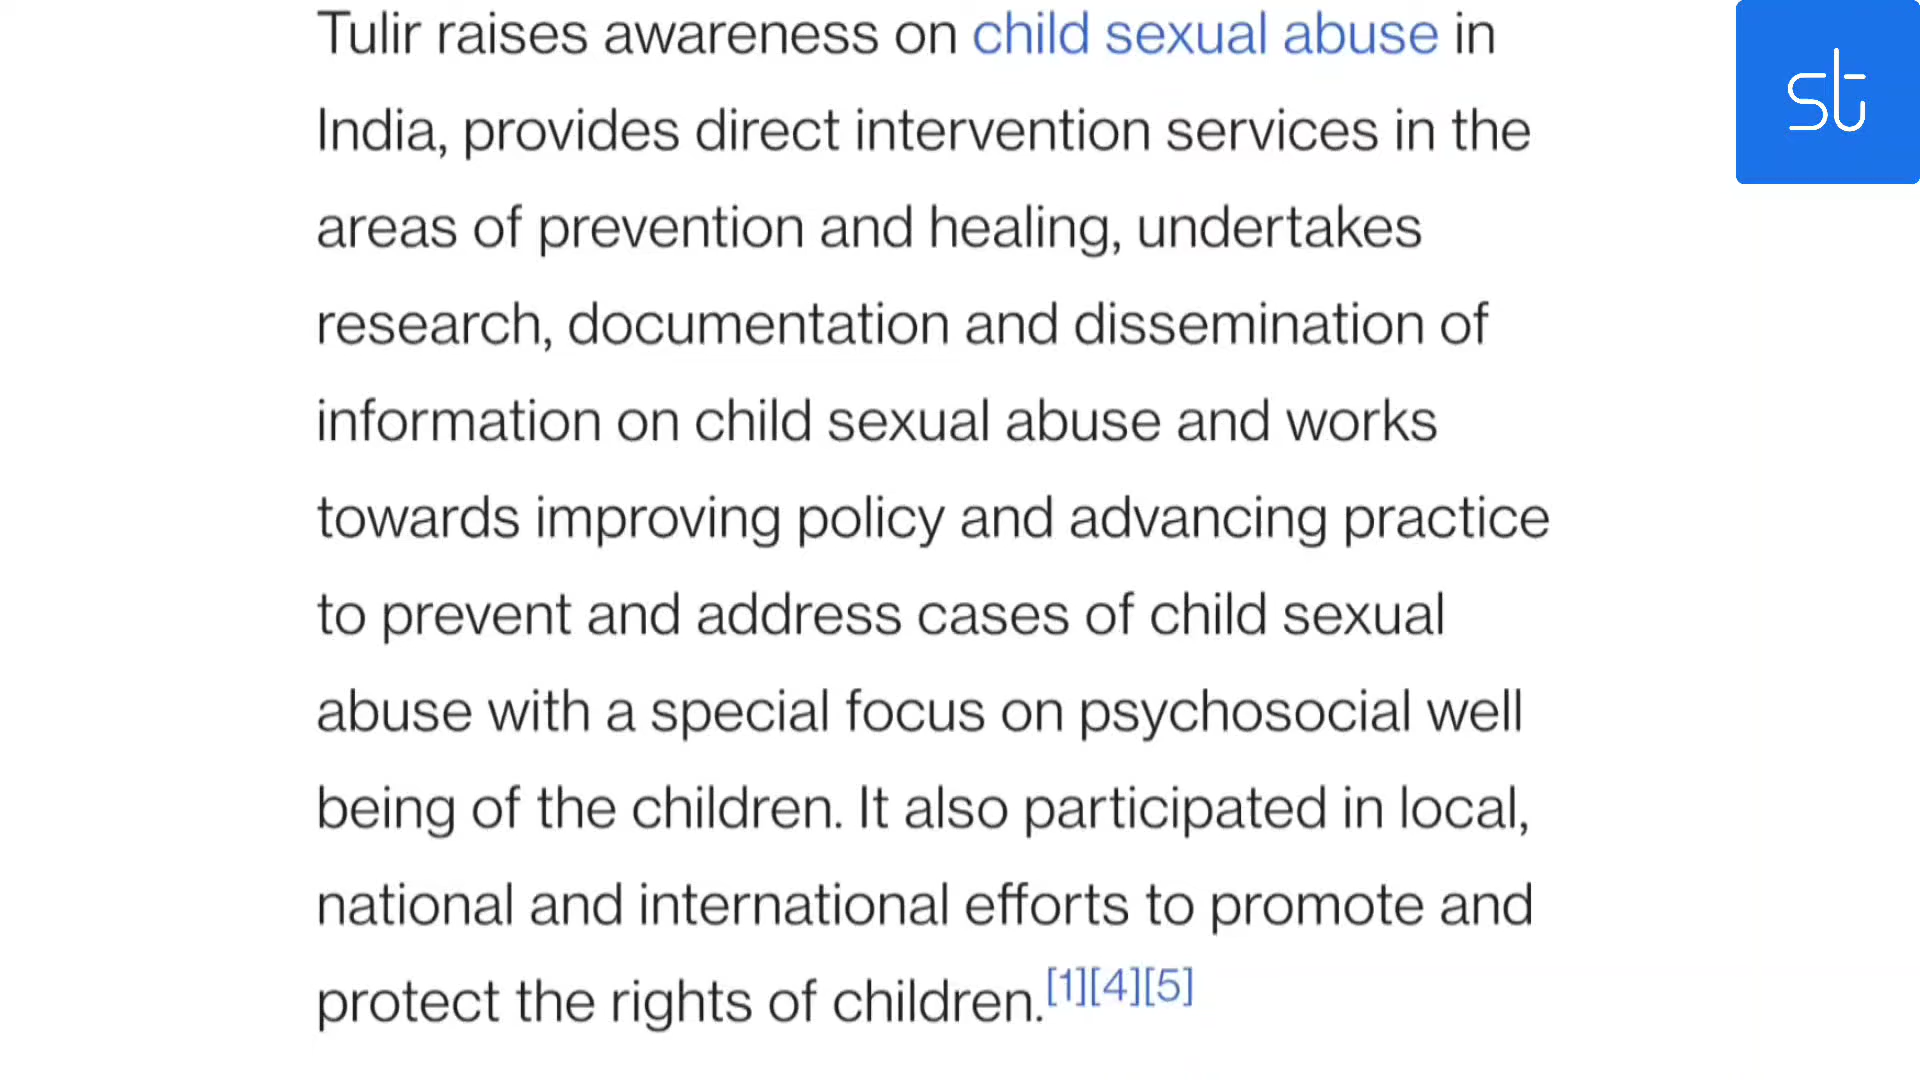 Tulir raises awareness on child sexual abuse in
India, provides direct intervention services in the
areas of prevention and healing, undertakes
research, documentation and dissemination of
information on child sexual abuse and works
towards improving policy and advancing practice
to prevent and address cases of child sexual
abuse with a special focus on psychosocial well
being of the children. It also participated in local,
national and international efforts to promote and
protect the rights of children.[1][4][5]
st